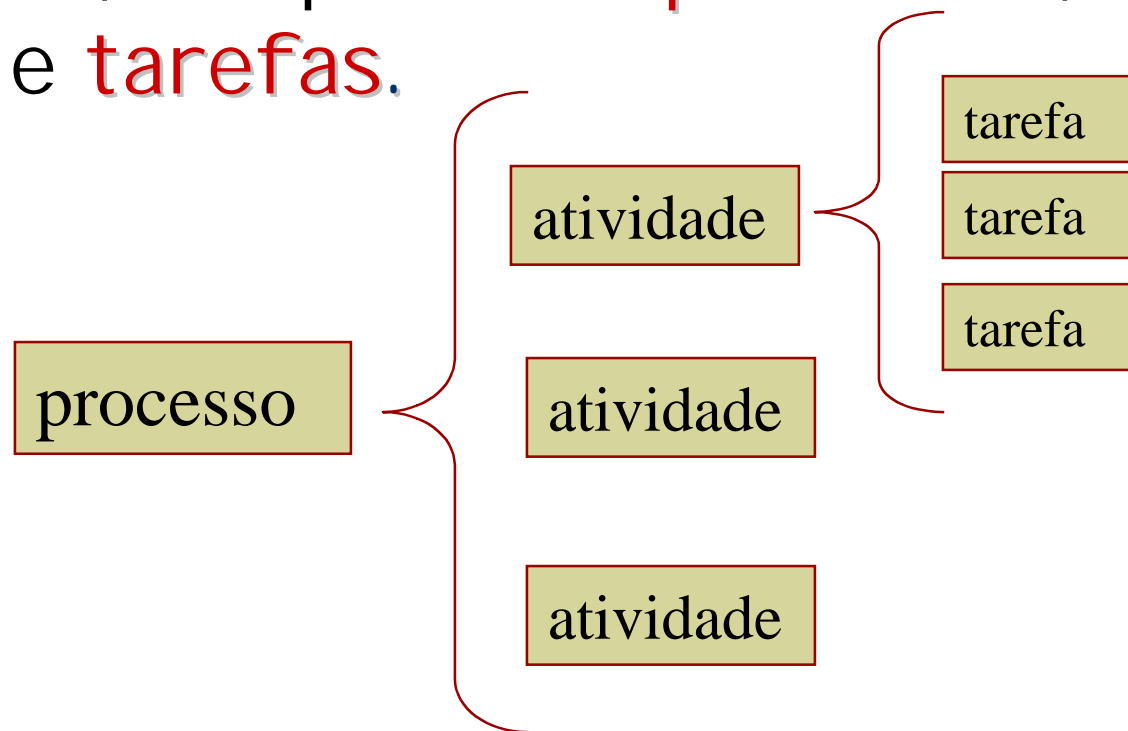 e tarefas.
tarefa
atividade
tarefa
tarefa
processo
atividade
atividade